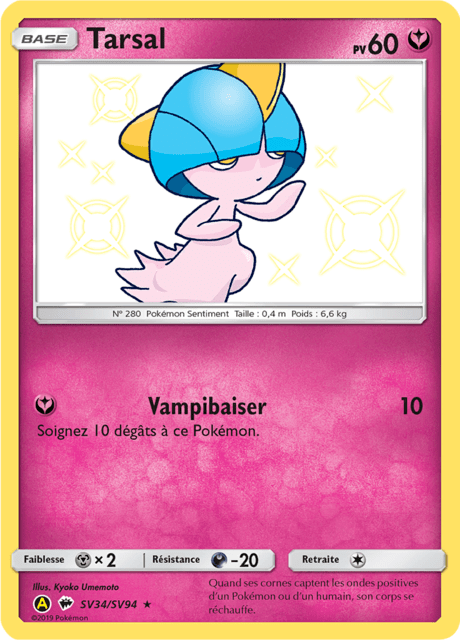 BASE Tarsal PV 60
N° 280 Pokémon Sentiment Taille : 0,4 m Poids : 6,6 kg
Vampibaiser 10
Soignez 10 dégâts à ce Pokémon.
Faiblesse × 2 Résistance -20 Retraite
Illus. Kyoko Umemoto
A SV34/SV94 ★
©2019 Pokémon
Quand ses cornes captent les ondes positives
d'un Pokémon ou d'un humain, son corps se
réchauffe.